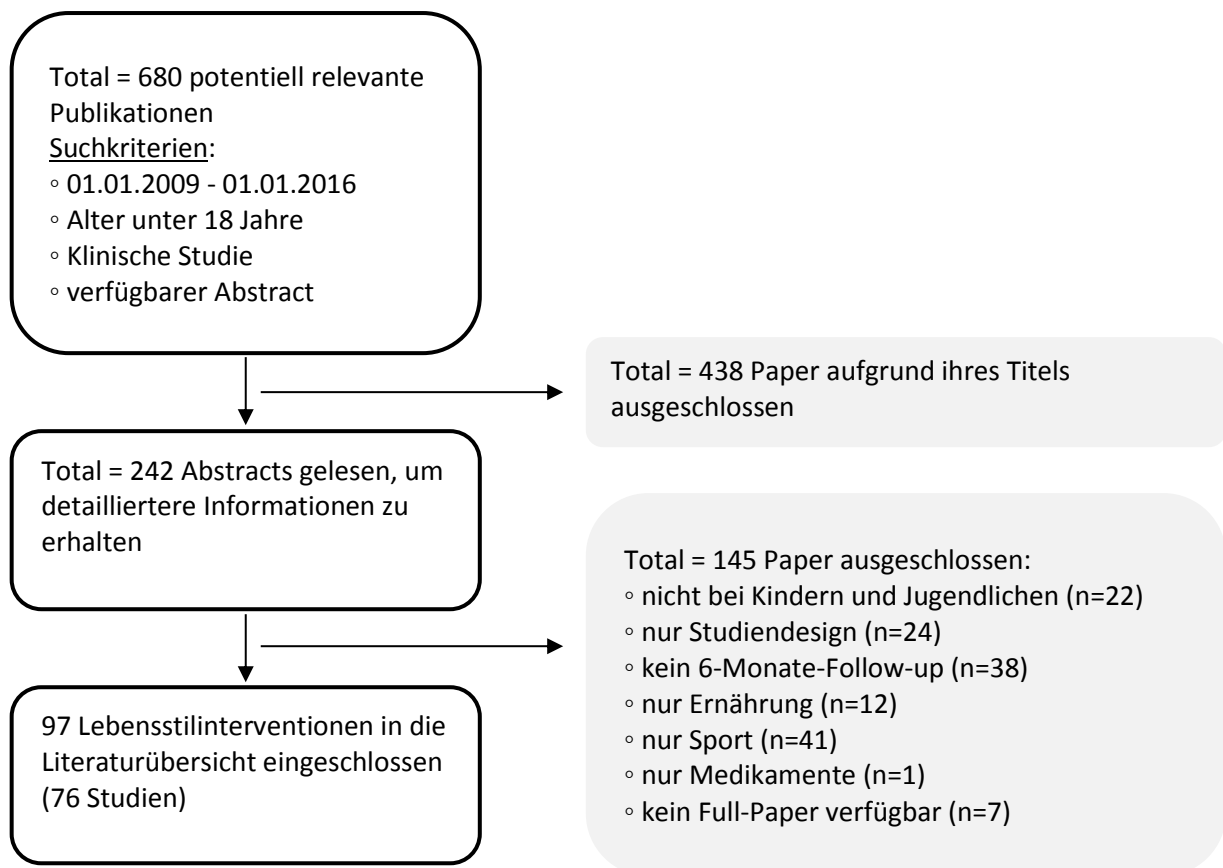 Total = 680 potentiell relevante
Publikationen
Suchkriterien:
◦ 01.01.2009 - 01.01.2016
◦ Alter unter 18 Jahre
◦ Klinische Studie
◦ verfügbarer Abstract
Total = 438 Paper aufgrund ihres Titels
ausgeschlossen
Total = 242 Abstracts gelesen, um
detailliertere Informationen zu
erhalten
Total = 145 Paper ausgeschlossen:
◦ nicht bei Kindern und Jugendlichen (n=22)
◦ nur Studiendesign (n=24)
◦ kein 6-Monate-Follow-up (n=38)
◦ nur Ernährung (n=12)
◦ nur Sport (n=41)
◦ nur Medikamente (n=1)
◦ kein Full-Paper verfügbar (n=7)
97 Lebensstilinterventionen in die
Literaturübersicht eingeschlossen
(76 Studien)